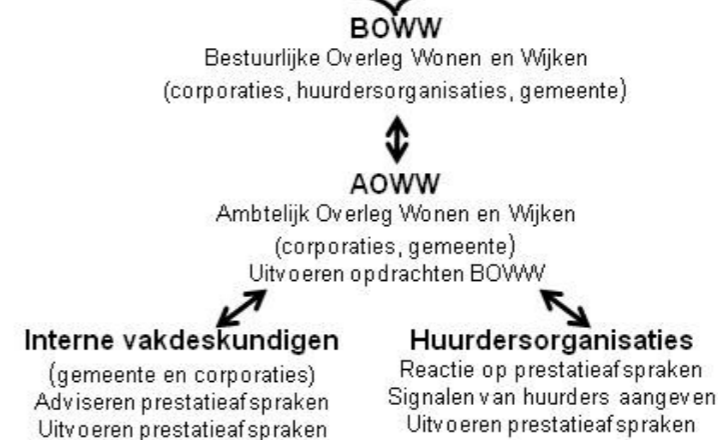 BOWW
Bestuurlijke Overleg Wonen en Wijken
(corporaties, huurdersorganisaties, gemeente)
AOWW
Ambtelijk Overleg Wonen en Wijken
(corporaties, gemeente)
Uitvoeren opdrachten BOWW
Interne vakdeskundigen
(gemeente en corporaties)
Adviseren prestatieafspraken
Uitvoeren prestatieafspraken
Huurdersorganisaties
Reactie op prestatieafspraken
Signalen van huurders aangeven
Uitvoeren prestatieafspraken